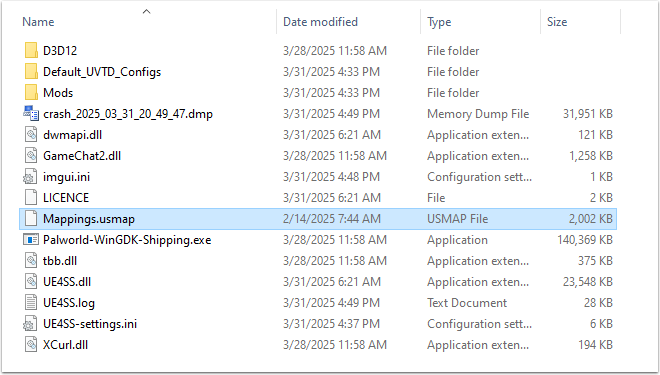 Name Date modified Type Size
D3D12 3/28/2025 11:58 AM File folder
Default_UVTD_Configs 3/31/2025 4:33 PM File folder
Mods 3/31/2025 4:33 PM File folder
crash_2025_03_31_20_49_47.dmp 3/31/2025 4:49 PM Memory Dump File 31,951 KB
dwmapi.dll 3/31/2025 6:21 AM Application exten... 121 KB
GameChat2.dll 3/28/2025 11:58 AM Application exten... 1,258 KB
imgui.ini 3/31/2025 4:48 PM Configuration sett... 1 KB
LICENCE 3/31/2025 6:21 AM File 2 KB
Mappings.usmap 2/14/2025 7:44 AM USMAP File 2,002 KB
Palworld-WinGDK-Shipping.exe 3/28/2025 11:58 AM Application 140,369 KB
tbb.dll 3/28/2025 11:58 AM Application exten... 375 KB
UE4SS.dll 3/31/2025 6:21 AM Application exten... 23,548 KB
UE4SS.log 3/31/2025 4:49 PM Text Document 28 KB
UE4SS-settings.ini 3/31/2025 4:37 PM Configuration sett... 6 KB
XCurl.dll 3/28/2025 11:58 AM Application exten... 194 KB